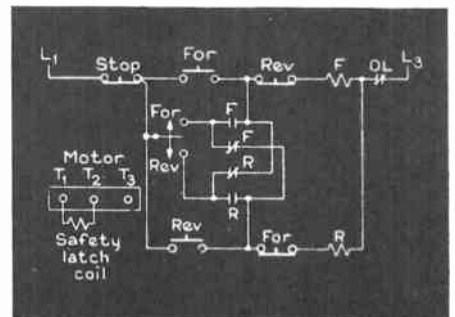 L1
Stop
For
Rev
F
OL
L3
For
Rev
F
F
R
R
Motor
T1 T2 T3
Safety
latch
coil
Rev
For
R